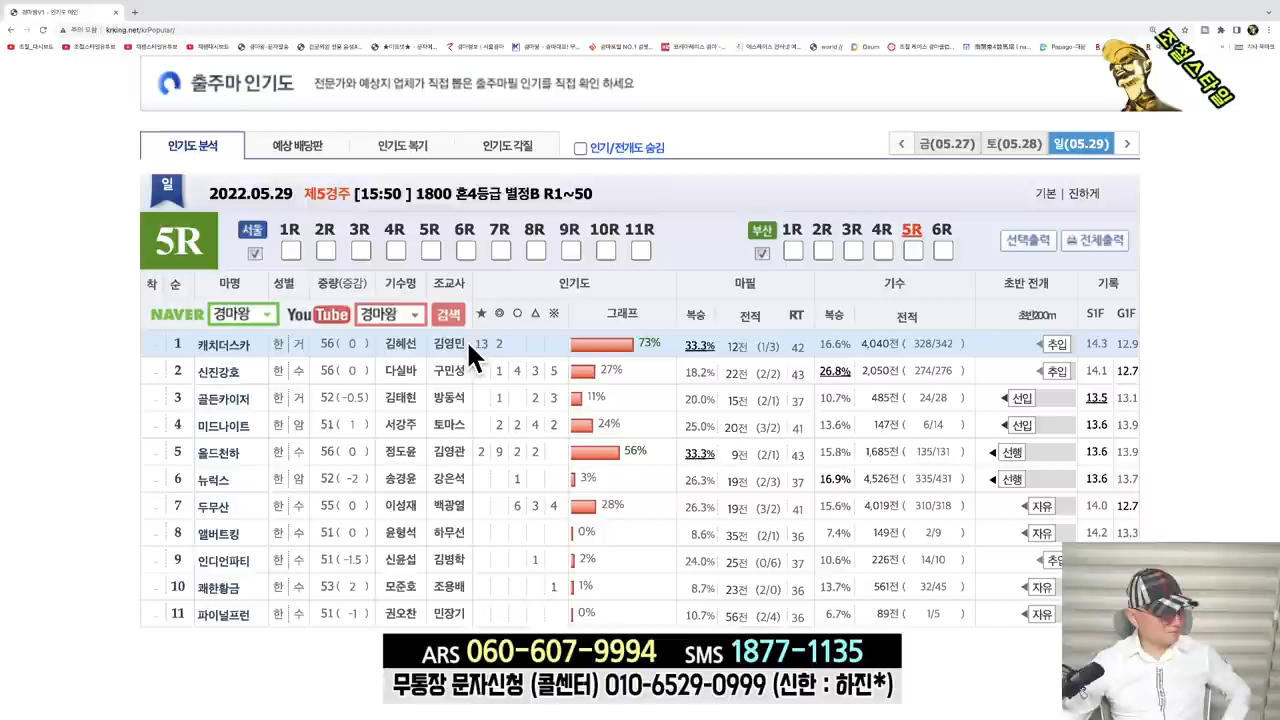 경마왕V1 - 인기도 메인
주의 요함 krking.net/krPopular/
조철스타일
출주마 인기도 전문가와 예상지 업체가 직접 뽑은 출주마필 인기를 직접 확인 하세요
인기도 분석 예상 배당판 인기도 복기 인기도 각질 인기/전개도 숨김 금(05.27) 토(05.28) 일(05.29)
일 2022.05.29 제5경주 [15:50 ] 1800 혼4등급 별정B R1~50 기본 | 진하게
5R 서울 1R 2R 3R 4R 5R 6R 7R 8R 9R 10R 11R 부산 1R 2R 3R 4R 5R 6R 선택출력 전체출력
착 순 마명 성별 중량(증감) 기수명 조교사 인기도 마필 기수 초반 전개 기록
NAVER 경마왕 YouTube 경마왕 검색 ★ ◎ ○ △ ※ 그래프 복승 전적 RT 복승 전적 초반200m S1F G1F
1 캐치더스카 한 거 56( 0 ) 김혜선 김영민 13 2 73% 33.3% 12전 (1/3) 42 16.6% 4,040전 ( 328/342 ) 추입 14.3 12.9
2 신진강호 한 수 56( 0 ) 다실바 구민성 1 4 3 5 27% 18.2% 22전 (2/2) 43 26.8% 2,050전 ( 274/276 ) 추입 14.1 12.7
3 골든카이저 한 거 52( -0.5 ) 김태현 방동석 1 2 3 11% 20.0% 15전 (2/1) 37 10.7% 485전 ( 24/28 ) 선입 13.5 13.1
4 미드나이트 한 암 51( 1 ) 서강주 토마스 2 2 4 2 24% 25.0% 20전 (3/2) 41 13.6% 147전 ( 6/14 ) 선입 13.6 13.9
5 올드천하 한 수 56( 0 ) 정도윤 김영관 2 9 2 2 56% 33.3% 9전 (2/1) 43 15.8% 1,685전 ( 135/131 ) 선행 13.6 13.9
6 뉴럭스 한 암 52( -2 ) 송경윤 강은석 1 3% 26.3% 19전 (2/3) 37 16.9% 4,526전 ( 335/431 ) 선행 13.6 13.7
7 두무산 한 수 55( 0 ) 이성재 백광열 6 3 4 28% 26.3% 19전 (3/2) 41 15.6% 4,019전 ( 310/318 ) 자유 14.0 12.7
8 앨버트킹 한 수 51( 0 ) 윤형석 하무선 0% 8.6% 35전 (2/1) 36 7.4% 149전 ( 2/9 ) 자유 14.2 13.3
9 인디언파티 한 수 51( -1.5 ) 신윤섭 김병학 1 2% 24.0% 25전 (0/6) 37 10.6% 226전 ( 14/10 )
10 쾌한황금 한 수 53( 2 ) 모준호 조용배 1 1% 8.7% 23전 (2/0) 36 13.7% 561전 ( 32/45 ) 자유
11 파이널프런 한 수 51( -1 ) 권오찬 민장기 0% 10.7% 56전 (2/4) 36 6.7% 89전 ( 1/5 ) 자유
ARS 060-607-9994 SMS 1877-1135
무통장 문자신청 (콜센터) 010-6529-0999 (신한 : 하진*)